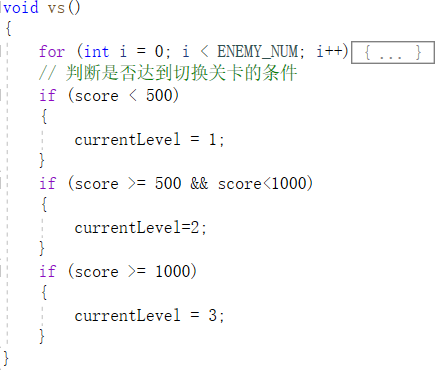 void vs()
{
for (int i = 0; i < ENEMY_NUM; i++) { ... }
// 判断是否达到切换关卡的条件
if (score < 500)
{
currentLevel = 1;
}
if (score >= 500 && score<1000)
{
currentLevel=2;
}
if (score >= 1000)
{
currentLevel = 3;
}
}